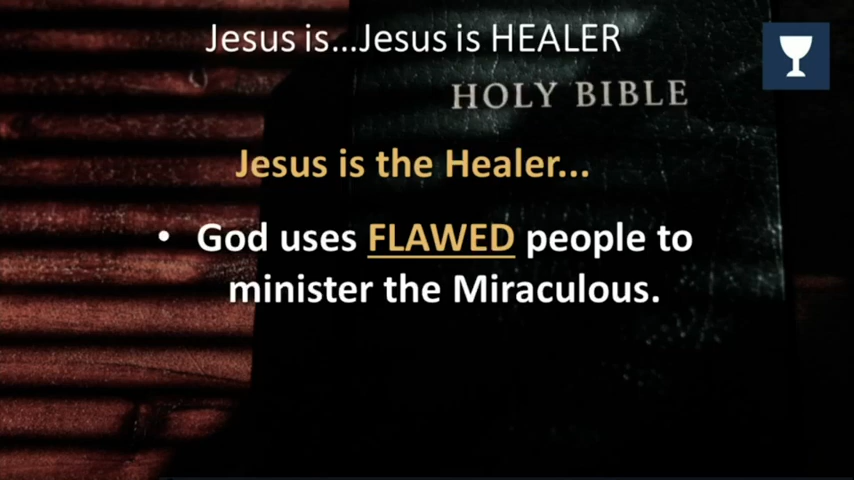 Jesus is...Jesus is HEALER
HOLY BIBLE
Jesus is the Healer...
• God uses FLAWED people to
minister the Miraculous.